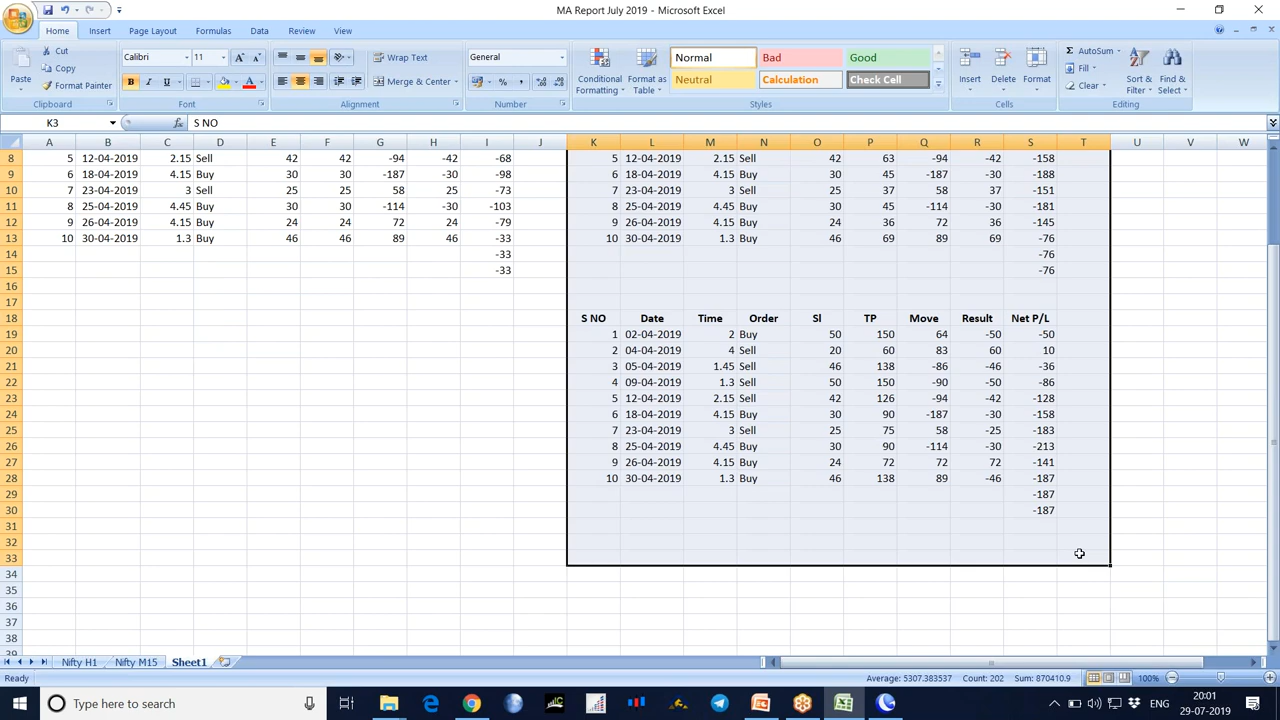 MA Report July 2019 - Microsoft Excel
Home Insert Page Layout Formulas Data Review View
Cut
Copy
Format Painter
Paste
Clipboard
Calibri 11
B I U
Font
Wrap Text
Merge & Center
Alignment
General
Number
Conditional Formatting
Format as Table
Normal Bad Good
Neutral Calculation Check Cell
Styles
Insert Delete Format
Cells
AutoSum
Fill
Clear
Sort & Filter
Find & Select
Editing
K3 fx S NO
A B C D E F G H I J K L M N O P Q R S T U V W
8 5 12-04-2019 2.15 Sell 42 42 -94 -42 -68 5 12-04-2019 2.15 Sell 42 63 -94 -42 -158
9 6 18-04-2019 4.15 Buy 30 30 -187 -30 -98 6 18-04-2019 4.15 Buy 30 45 -187 -30 -188
10 7 23-04-2019 3 Sell 25 25 58 25 -73 7 23-04-2019 3 Sell 25 37 58 37 -151
11 8 25-04-2019 4.45 Buy 30 30 -114 -30 -103 8 25-04-2019 4.45 Buy 30 45 -114 -30 -181
12 9 26-04-2019 4.15 Buy 24 24 72 24 -79 9 26-04-2019 4.15 Buy 24 36 72 36 -145
13 10 30-04-2019 1.3 Buy 46 46 89 46 -33 10 30-04-2019 1.3 Buy 46 69 89 69 -76
14 -33 -76
15 -33 -76
16
17
18 S NO Date Time Order Sl TP Move Result Net P/L
19 1 02-04-2019 2 Buy 50 150 64 -50 -50
20 2 04-04-2019 4 Sell 20 60 83 60 10
21 3 05-04-2019 1.45 Sell 46 138 -86 -46 -36
22 4 09-04-2019 1.3 Sell 50 150 -90 -50 -86
23 5 12-04-2019 2.15 Sell 42 126 -94 -42 -128
24 6 18-04-2019 4.15 Buy 30 90 -187 -30 -158
25 7 23-04-2019 3 Sell 25 75 58 -25 -183
26 8 25-04-2019 4.45 Buy 30 90 -114 -30 -213
27 9 26-04-2019 4.15 Buy 24 72 72 72 -141
28 10 30-04-2019 1.3 Buy 46 138 89 -46 -187
29 -187
30 -187
31
32
33
34
35
36
37
38
Nifty H1 Nifty M15 Sheet1
Ready Average: 5307.383537 Count: 202 Sum: 870410.9 100%
Type here to search
ENG
20:01
29-07-2019